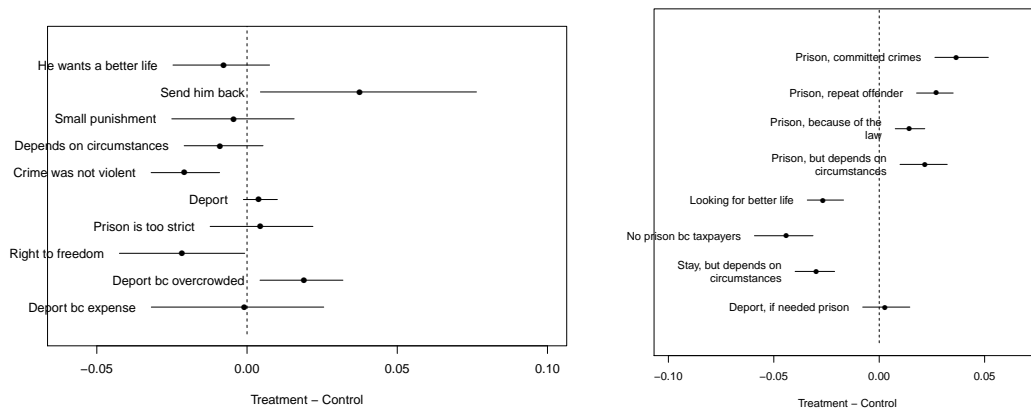 He wants a better life
Send him back
Small punishment
Depends on circumstances
Crime was not violent
Deport
Prison is too strict
Right to freedom
Deport bc overcrowded
Deport bc expense
−0.05
0.00
0.05
0.10
Treatment − Control
Prison, committed crimes
Prison, repeat offender
Prison, because of the
law
Prison, but depends on
circumstances
Looking for better life
No prison bc taxpayers
Stay, but depends on
circumstances
Deport, if needed prison
−0.10
−0.05
0.00
0.05
Treatment − Control